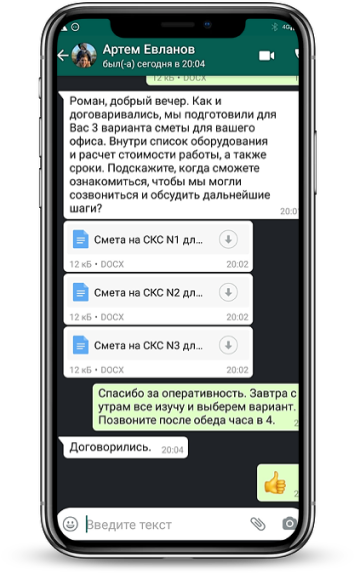 4G
Артем Евланов
был(-а) сегодня в 20:04
12 кБ • DOCX
Роман, добрый вечер. Как и
договаривались, мы подготовили для
Вас 3 варианта сметы для вашего
офиса. Внутри список оборудования
и расчет стоимости работы, а также
сроки. Подскажите, когда сможете
ознакомиться, чтобы мы могли
созвониться и обсудить дальнейшие
шаги?
Смета на СКС N1 дл...
12 кБ • DOCX 20:02
Смета на СКС N2 дл...
12 кБ • DOCX 20:02
Смета на СКС N3 дл...
12 кБ • DOCX 20:02
Спасибо за оперативность. Завтра с
утрам все изучу и выберем вариант.
Позвоните после обеда часа в 4.
Договорились. 20:04
Введите текст